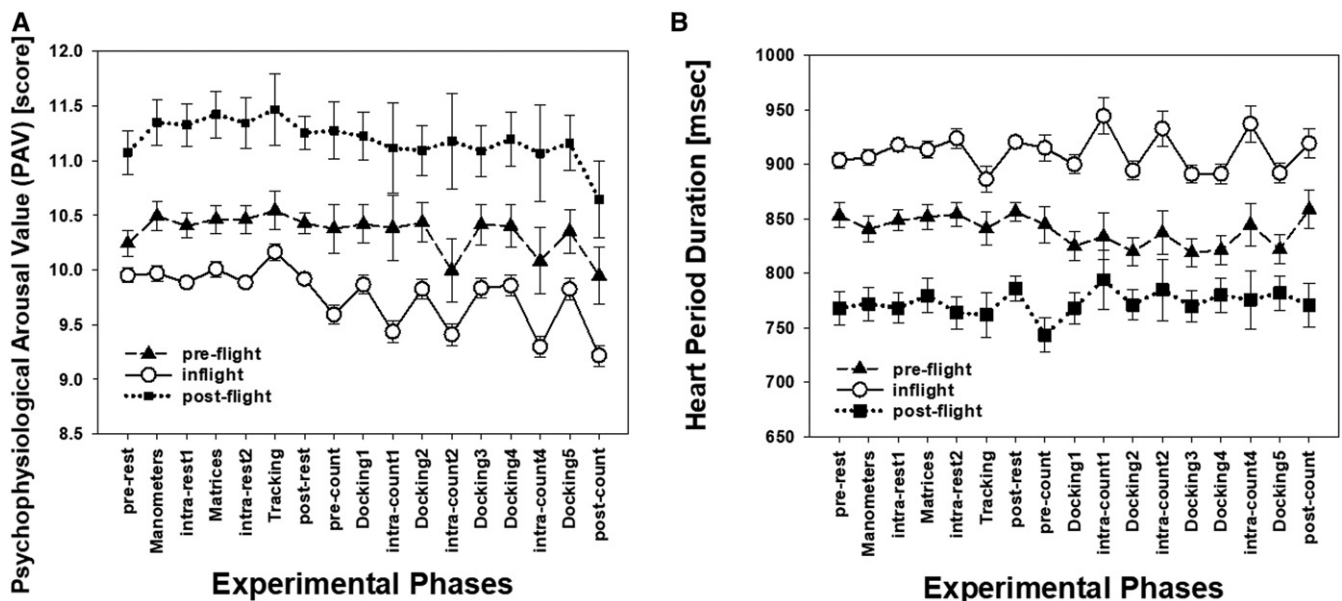 A
Psychophysiological Arousal Value (PAV) [score]
12.0
11.5
11.0
10.5
10.0
9.5
9.0
8.5
pre-flight
inflight
post-flight
pre-rest
Manometers
intra-rest1
Matrices
intra-rest2
Tracking
post-rest
pre-count
Docking1
intra-count1
Docking2
intra-count2
Docking3
Docking4
intra-count4
Docking5
post-count
Experimental Phases
B
Heart Period Duration [msec]
1000
950
900
850
800
750
700
650
pre-flight
inflight
post-flight
pre-rest
Manometers
intra-rest1
Matrices
intra-rest2
Tracking
post-rest
pre-count
Docking1
intra-count1
Docking2
intra-count2
Docking3
Docking4
intra-count4
Docking5
post-count
Experimental Phases